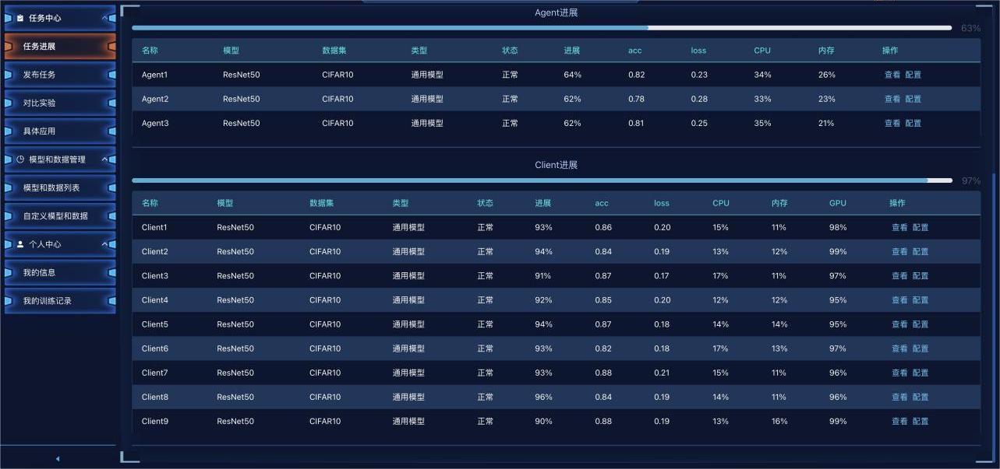 任务中心
任务进展
发布任务
对比实验
具体应用
模型和数据管理
模型和数据列表
自定义模型和数据
个人中心
我的信息
我的训练记录
Agent进展
63%
名称 模型 数据集 类型 状态 进展 acc loss CPU 内存 操作
Agent1 ResNet50 CIFAR10 通用模型 正常 64% 0.82 0.23 34% 26% 查看 配置
Agent2 ResNet50 CIFAR10 通用模型 正常 62% 0.78 0.28 33% 23% 查看 配置
Agent3 ResNet50 CIFAR10 通用模型 正常 62% 0.81 0.25 35% 21% 查看 配置
Client进展
97%
名称 模型 数据集 类型 状态 进展 acc loss CPU 内存 GPU 操作
Client1 ResNet50 CIFAR10 通用模型 正常 93% 0.86 0.20 15% 11% 98% 查看 配置
Client2 ResNet50 CIFAR10 通用模型 正常 94% 0.84 0.19 13% 12% 99% 查看 配置
Client3 ResNet50 CIFAR10 通用模型 正常 91% 0.87 0.17 17% 11% 97% 查看 配置
Client4 ResNet50 CIFAR10 通用模型 正常 92% 0.85 0.20 12% 12% 95% 查看 配置
Client5 ResNet50 CIFAR10 通用模型 正常 94% 0.87 0.18 14% 14% 95% 查看 配置
Client6 ResNet50 CIFAR10 通用模型 正常 93% 0.82 0.18 17% 13% 97% 查看 配置
Client7 ResNet50 CIFAR10 通用模型 正常 93% 0.88 0.21 15% 11% 96% 查看 配置
Client8 ResNet50 CIFAR10 通用模型 正常 96% 0.84 0.19 14% 11% 96% 查看 配置
Client9 ResNet50 CIFAR10 通用模型 正常 90% 0.88 0.19 13% 16% 99% 查看 配置